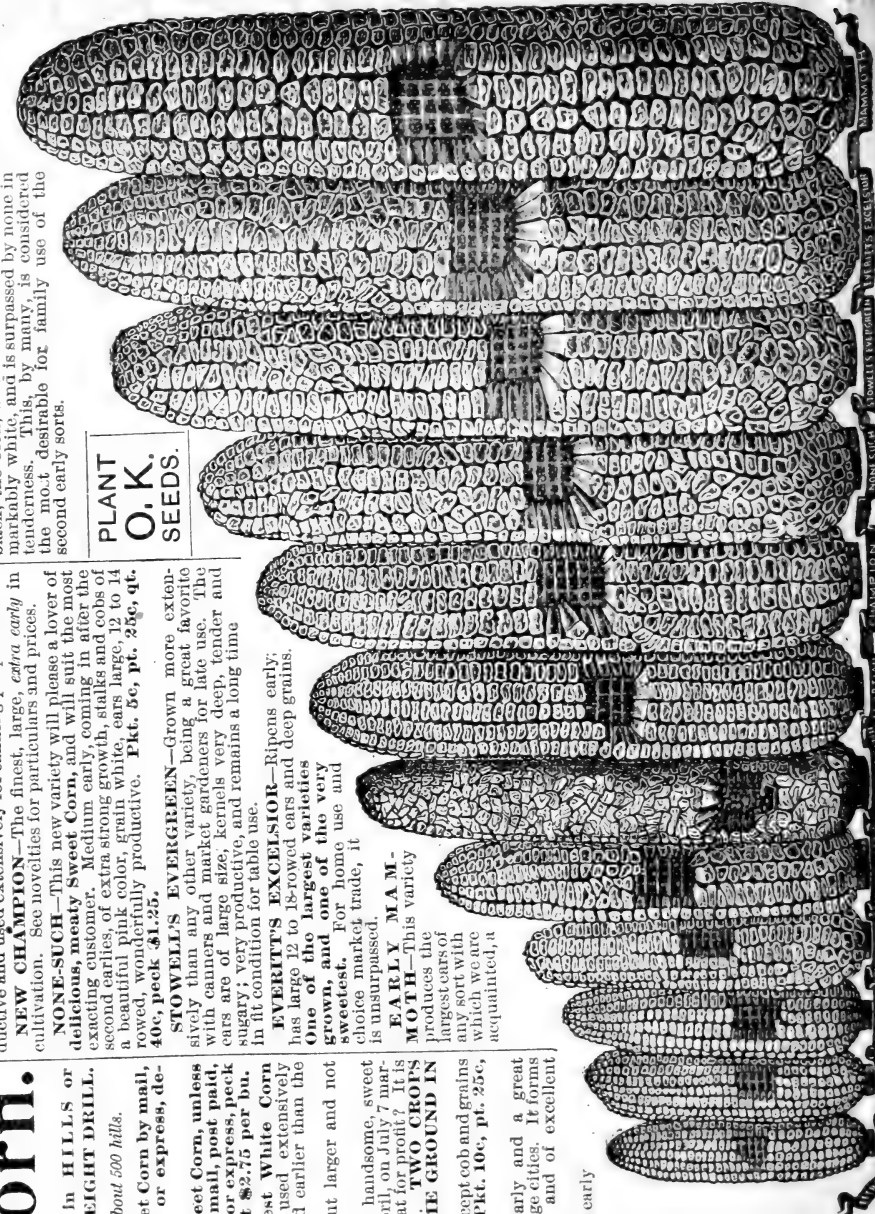 orn.
in HILLS or
EIGHT DRILL.
bout 500 hills.
et Corn by mail,
or express, de-
eet Corn, unless
mail, post paid,
or express, peck
t $2.75 per bu.
est White Corn
used extensively
d earlier than the
ut larger and not
handsome, sweet
ril, on July 7 mar-
at for profit? It is
TWO CROPS
IE GROUND IN
cept cob and grains
Pkt. 10c, pt. 25c,
arly and a great
ge cities. It forms
and of excellent
early
ductive and used extensively
NEW CHAMPION—The finest, large, extra early in
cultivation. See novelties for particulars and prices.
NONE-SUCH—This new variety will please a lover of
delicious, meaty Sweet Corn, and will suit the most
exacting customer. Medium early, coming in after the
second earlies, of extra strong growth, stalks and cobs of
a beautiful pink color, grain white, ears large, 12 to 14
rowed, wonderfully productive. Pkt. 5c, pt. 25c, qt.
40c, peck $1.25.
STOWELL'S EVERGREEN—Grown more exten-
sively than any other variety, being a great favorite
with canners and market gardeners for late use. The
ears are of large size; kernels very deep, tender and
sugary; very productive, and remains a long time
in fit condition for table use.
EVERITT'S EXCELSIOR—Ripens early;
has large 12 to 18-rowed ears and deep grains.
One of the largest varieties
grown, and one of the very
sweetest. For home use and
choice market trade, it
is unsurpassed.
EARLY MAM-
MOTH—This variety
produces the
largest ears of
any sort with
which we are
acquainted, a
markably white, and is surpassed by none in
tenderness. This, by many, is considered
the most desirable for family use of the
second early sorts.
PLANT
O. K.
SEEDS.
CHAMPION
NONE SUCH
STOWELL'S EVERGREEN
EVERITT'S EXCELSIOR
MAMMOTH